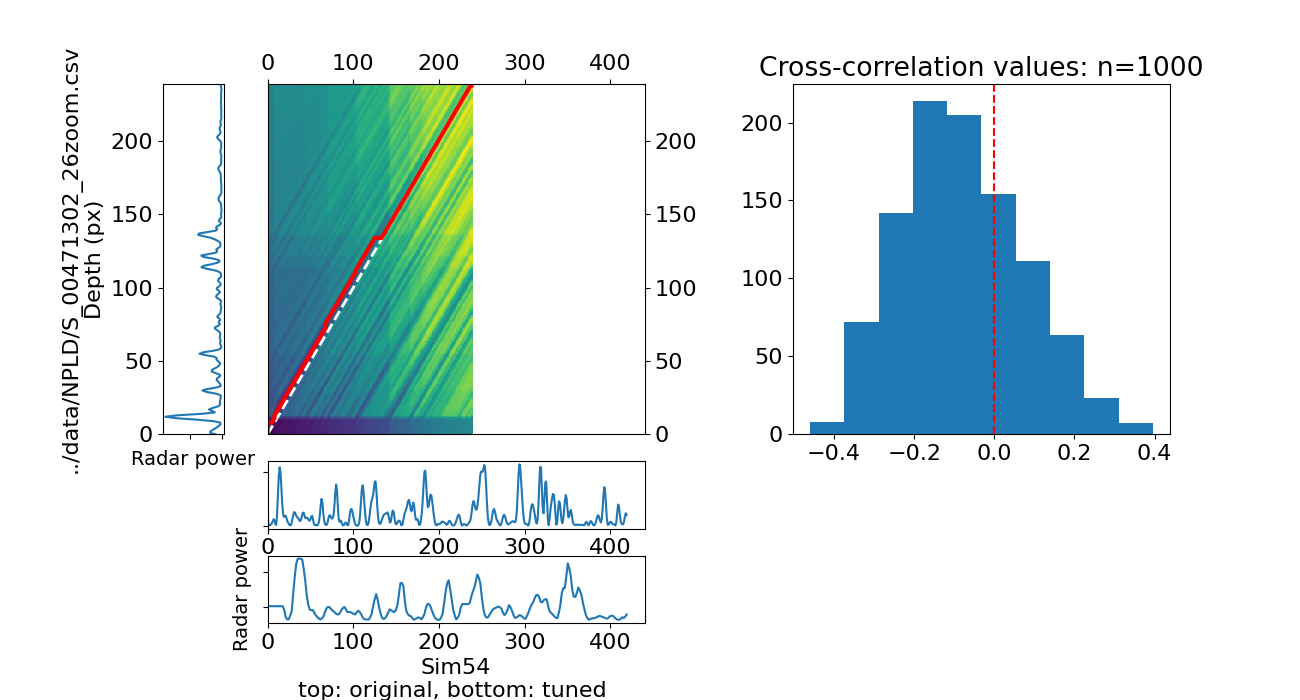 Cross-correlation values: n=1000
0 100 200 300 400
../data/NPLD/S_00471302_26zoom.csv
Depth (px)
200
150
100
50
0
200
150
100
50
0
200
150
100
50
0
−0.4 −0.2 0.0 0.2 0.4
Radar power
0 100 200 300 400
Radar power
0 100 200 300 400
Sim54
top: original, bottom: tuned